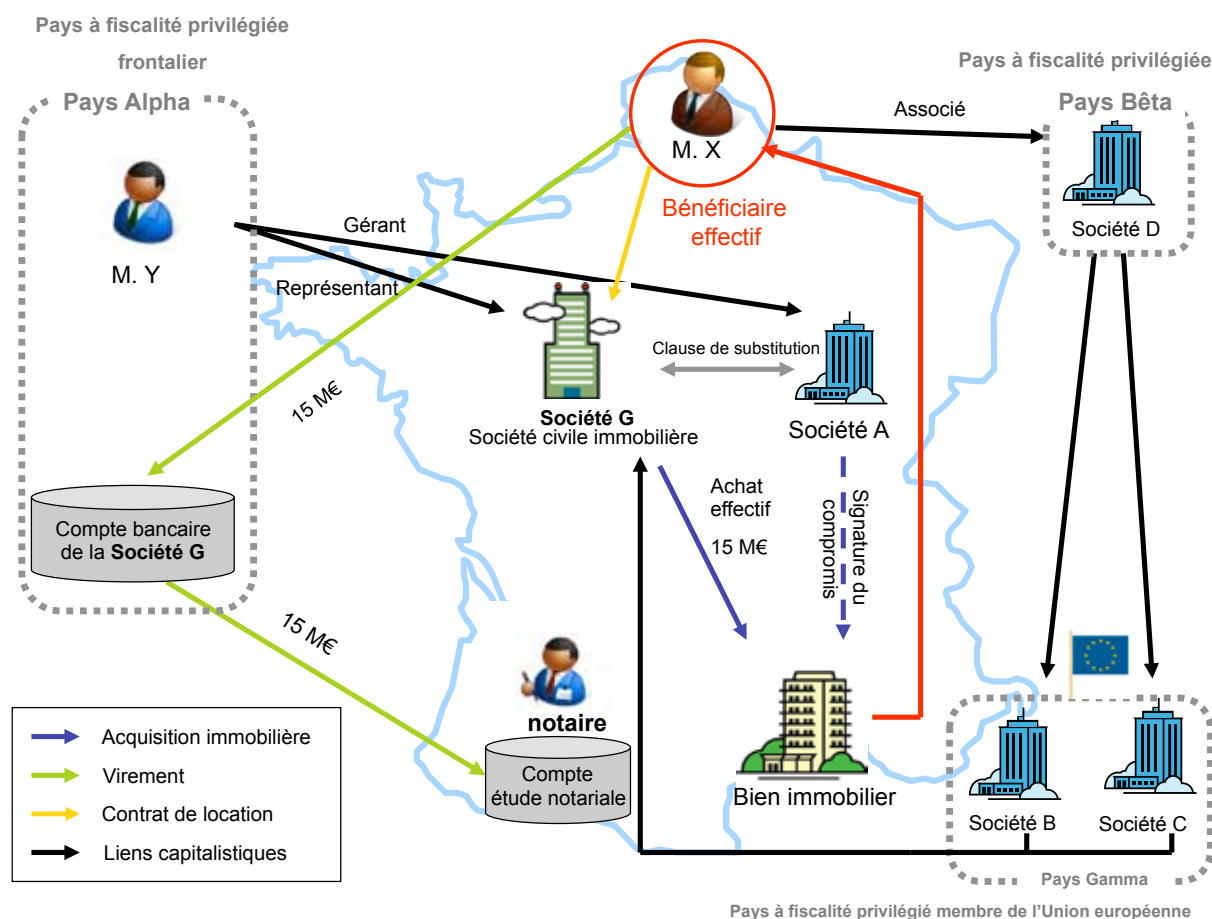 Pays à fiscalité privilégiée
frontalier
Pays Alpha
M. Y
M. X
Bénéficiaire
effectif
Associé
Pays à fiscalité privilégiée
Pays Bêta
Société D
Gérant
Représentant
15 M€
Clause de substitution
Société G
Société civile immobilière
Société A
Achat
effectif
15 M€
Signature du
compromis
Compte bancaire
de la Société G
15 M€
notaire
Compte
étude notariale
Bien immobilier
Société B
Société C
Pays Gamma
Pays à fiscalité privilégié membre de l'Union européenne
Acquisition immobilière
Virement
Contrat de location
Liens capitalistiques